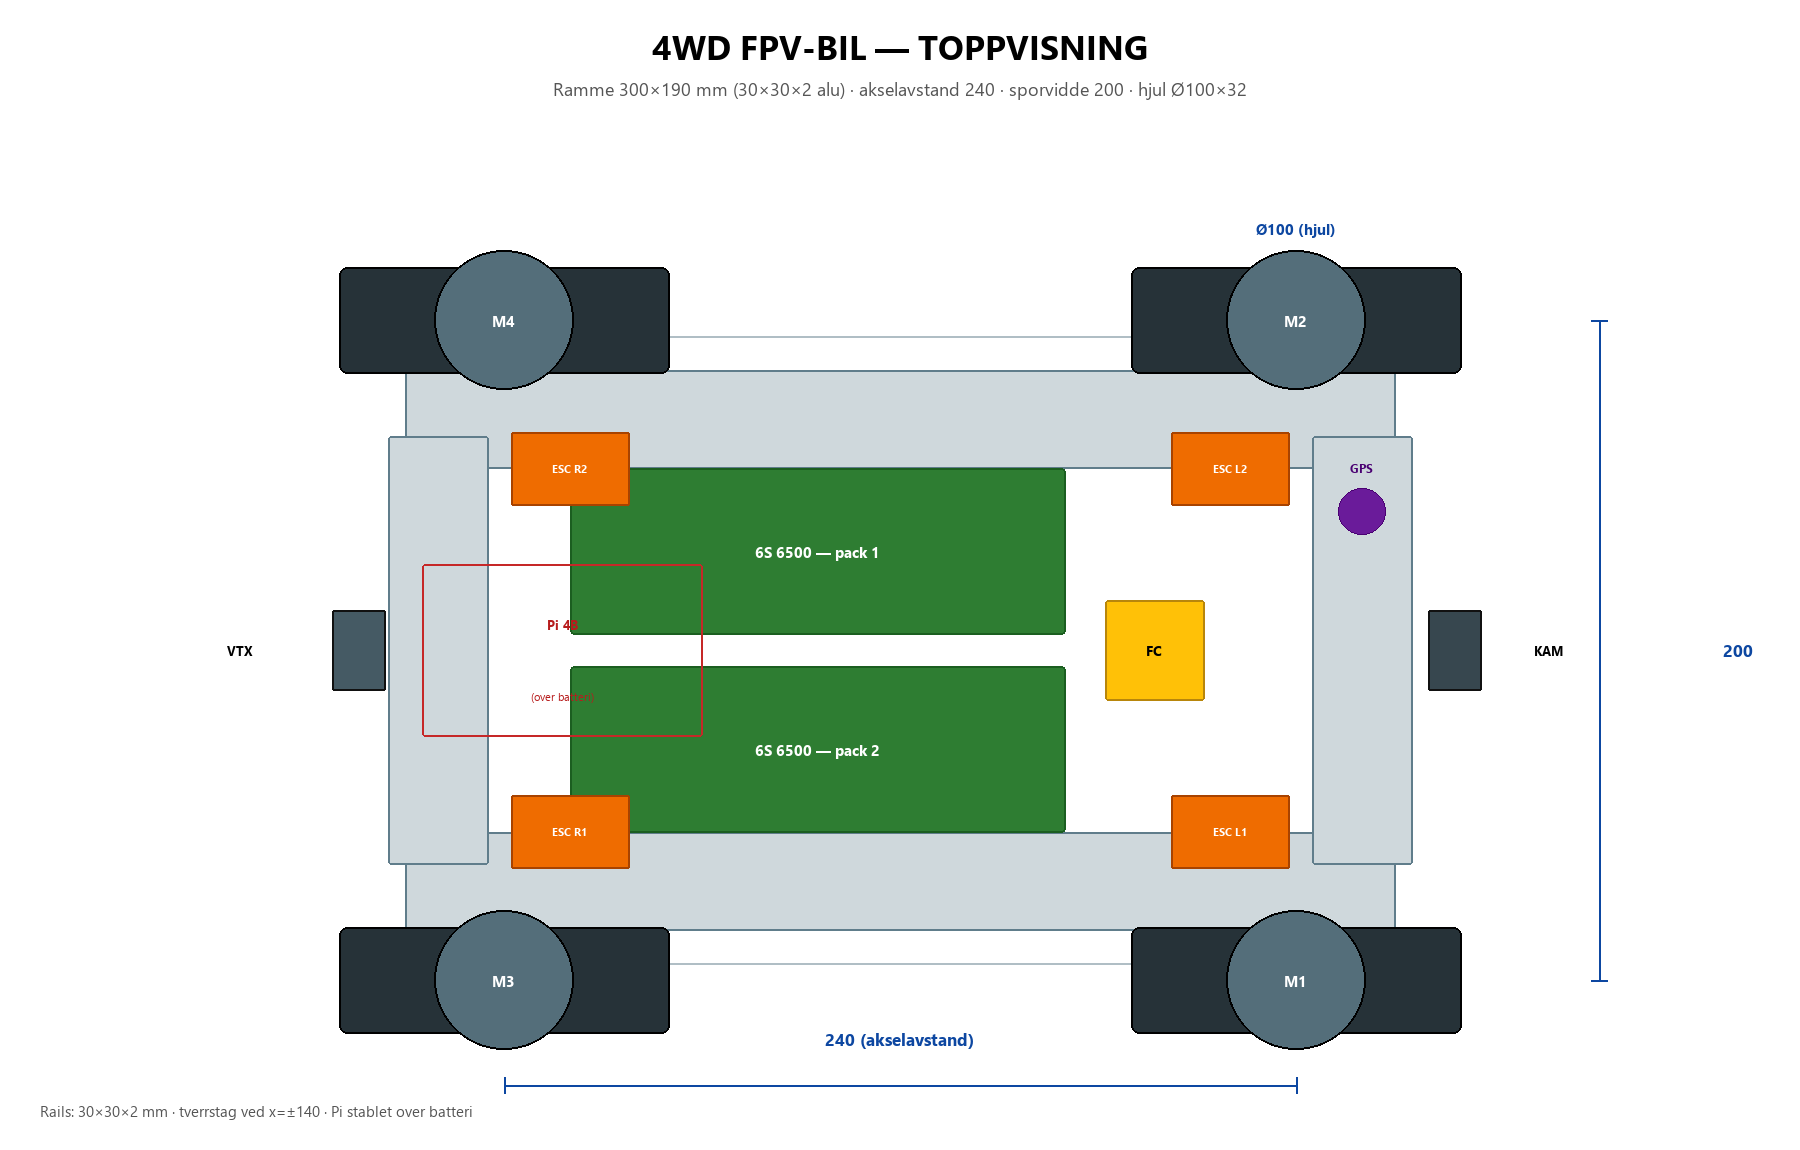 4WD FPV-BIL — TOPPVISNING
Ramme 300×190 mm (30×30×2 alu) · akselavstand 240 · sporvidde 200 · hjul Ø100×32
Ø100 (hjul)
M4
M2
ESC R2
ESC L2
GPS
6S 6500 — pack 1
Pi 4B
VTX
FC
KAM
200
(over batteri)
6S 6500 — pack 2
ESC R1
ESC L1
M3
M1
240 (akselavstand)
Rails: 30×30×2 mm · tverrstag ved x=±140 · Pi stablet over batteri